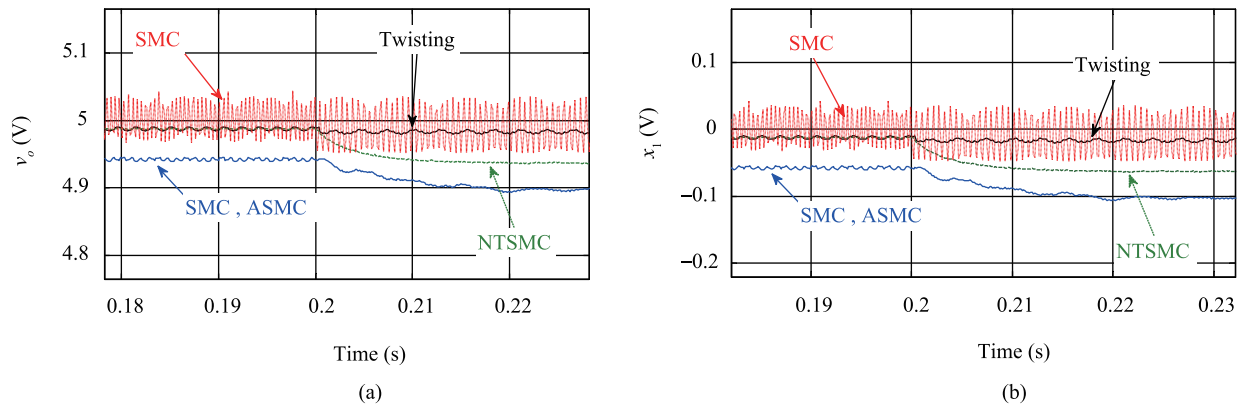 SMC
Twisting
5.1
5
4.9
4.8
vₒ (V)
SMC , ASMC
NTSMC
0.18
0.19
0.2
0.21
0.22
Time (s)
(a)
SMC
Twisting
0.1
0
−0.1
−0.2
x₁ (V)
SMC , ASMC
NTSMC
0.19
0.2
0.21
0.22
0.23
Time (s)
(b)